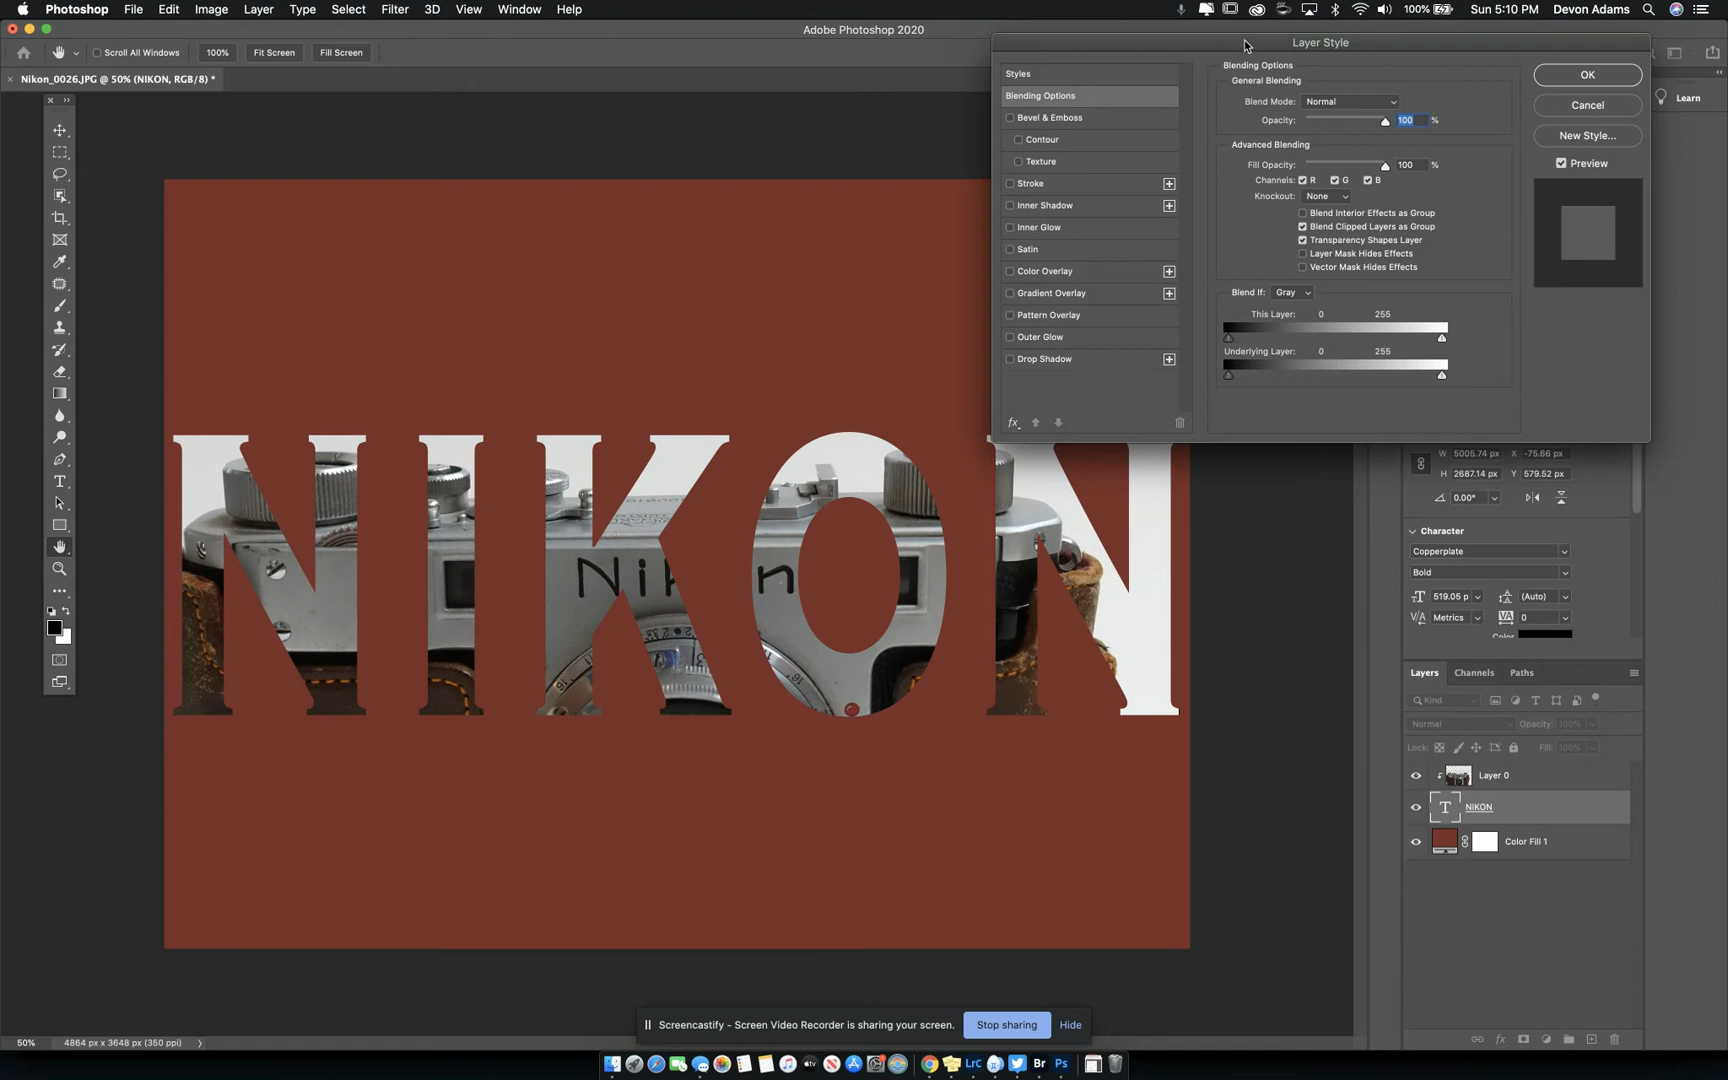 Photoshop File Edit Image Layer Type Select Filter 3D View Window Help
100% Sun 5:10 PM Devon Adams
Adobe Photoshop 2020
Scroll All Windows 100% Fit Screen Fill Screen
Nikon_0026.JPG @ 50% (NIKON, RGB/8) *
Learn
Layer Style
Styles
Blending Options
Bevel & Emboss
Contour
Texture
Stroke
Inner Shadow
Inner Glow
Satin
Color Overlay
Gradient Overlay
Pattern Overlay
Outer Glow
Drop Shadow
fx
Blending Options
General Blending
Blend Mode: Normal
Opacity: 100 %
Advanced Blending
Fill Opacity: 100 %
Channels: R G B
Knockout: None
Blend Interior Effects as Group
Blend Clipped Layers as Group
Transparency Shapes Layer
Layer Mask Hides Effects
Vector Mask Hides Effects
Blend If: Gray
This Layer: 0 255
Underlying Layer: 0 255
OK
Cancel
New Style...
Preview
NIKON
W 5005.74 px X -75.66 px
H 2687.14 px Y 579.52 px
0.00°
Character
Copperplate
Bold
519.05 p (Auto)
Metrics 0
Color
Layers Channels Paths
Kind
Normal Opacity: 100%
Lock: Fill: 100%
Layer 0
NIKON
Color Fill 1
fx
50% 4864 px x 3648 px (350 ppi)
Screencastify - Screen Video Recorder is sharing your screen. Stop sharing Hide
LrC Br Ps